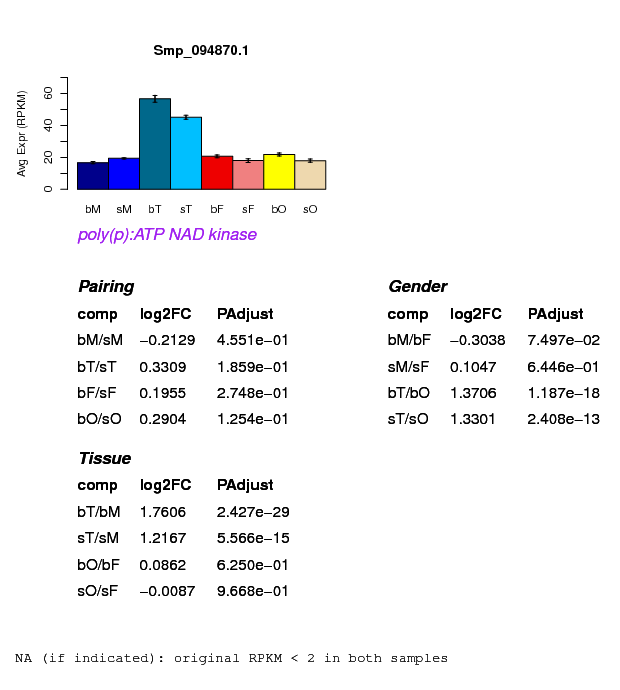 Smp_094870.1
Avg Expr (RPKM)
60
40
20
0
bM sM bT sT bF sF bO sO
poly(p):ATP NAD kinase
Pairing
comp log2FC PAdjust
bM/sM −0.2129 4.551e−01
bT/sT 0.3309 1.859e−01
bF/sF 0.1955 2.748e−01
bO/sO 0.2904 1.254e−01
Gender
comp log2FC PAdjust
bM/bF −0.3038 7.497e−02
sM/sF 0.1047 6.446e−01
bT/bO 1.3706 1.187e−18
sT/sO 1.3301 2.408e−13
Tissue
comp log2FC PAdjust
bT/bM 1.7606 2.427e−29
sT/sM 1.2167 5.566e−15
bO/bF 0.0862 6.250e−01
sO/sF −0.0087 9.668e−01
NA (if indicated): original RPKM < 2 in both samples